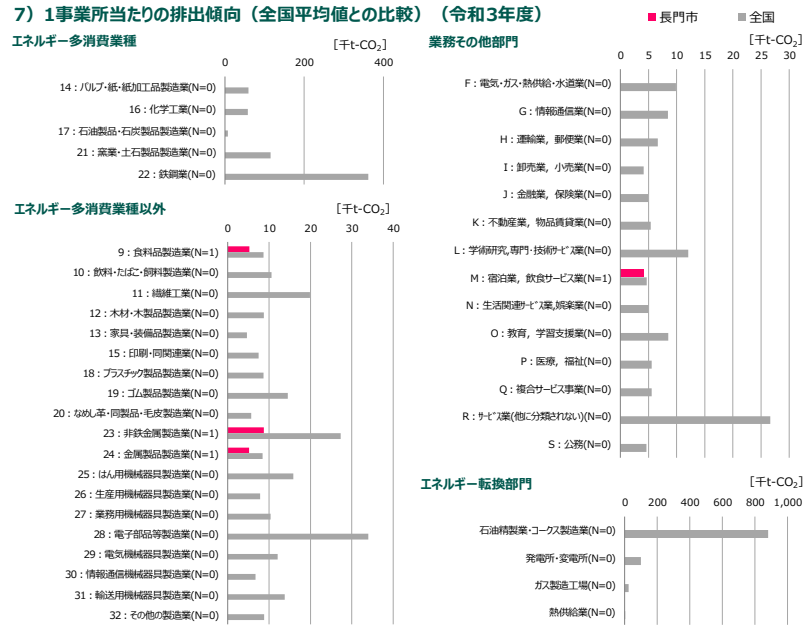 7）1事業所当たりの排出傾向（全国平均値との比較）（令和3年度）
長門市 全国
エネルギー多消費業種
[千t-CO2]
0 200 400
14：パルプ・紙・紙加工品製造業(N=0)
16：化学工業(N=0)
17：石油製品・石炭製品製造業(N=0)
21：窯業・土石製品製造業(N=0)
22：鉄鋼業(N=0)
エネルギー多消費業種以外
[千t-CO2]
0 10 20 30 40
9：食料品製造業(N=1)
10：飲料・たばこ・飼料製造業(N=0)
11：繊維工業(N=0)
12：木材・木製品製造業(N=0)
13：家具・装備品製造業(N=0)
15：印刷・同関連業(N=0)
18：プラスチック製品製造業(N=0)
19：ゴム製品製造業(N=0)
20：なめし革・同製品・毛皮製造業(N=0)
23：非鉄金属製造業(N=1)
24：金属製品製造業(N=1)
25：はん用機械器具製造業(N=0)
26：生産用機械器具製造業(N=0)
27：業務用機械器具製造業(N=0)
28：電子部品等製造業(N=0)
29：電気機械器具製造業(N=0)
30：情報通信機械器具製造業(N=0)
31：輸送用機械器具製造業(N=0)
32：その他の製造業(N=0)
業務その他部門
[千t-CO2]
0 5 10 15 20 25 30
F：電気・ガス・熱供給・水道業(N=0)
G：情報通信業(N=0)
H：運輸業，郵便業(N=0)
I：卸売業，小売業(N=0)
J：金融業，保険業(N=0)
K：不動産業，物品賃貸業(N=0)
L：学術研究,専門・技術サービス業(N=0)
M：宿泊業，飲食サービス業(N=1)
N：生活関連サービス業,娯楽業(N=0)
O：教育，学習支援業(N=0)
P：医療，福祉(N=0)
Q：複合サービス事業(N=0)
R：サービス業(他に分類されない)(N=0)
S：公務(N=0)
エネルギー転換部門
[千t-CO2]
0 200 400 600 800 1,000
石油精製業・コークス製造業(N=0)
発電所・変電所(N=0)
ガス製造工場(N=0)
熱供給業(N=0)